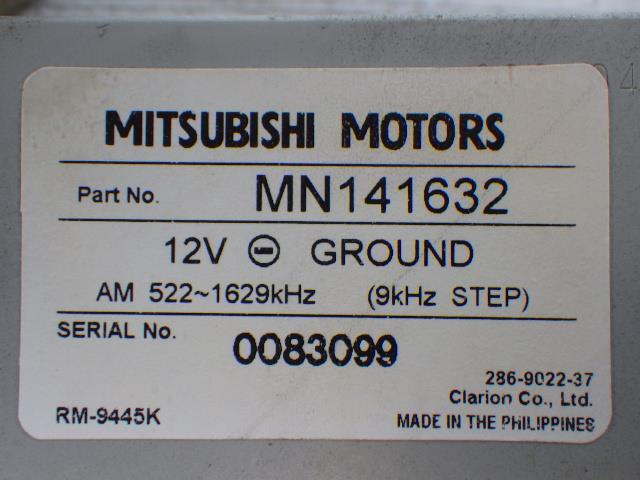 MITSUBISHI MOTORS
Part No. MN141632
12V ⊖ GROUND
AM 522~1629kHz (9kHz STEP)
SERIAL No. 0083099
286-9022-37
Clarion Co., Ltd.
RM-9445K MADE IN THE PHILIPPINES